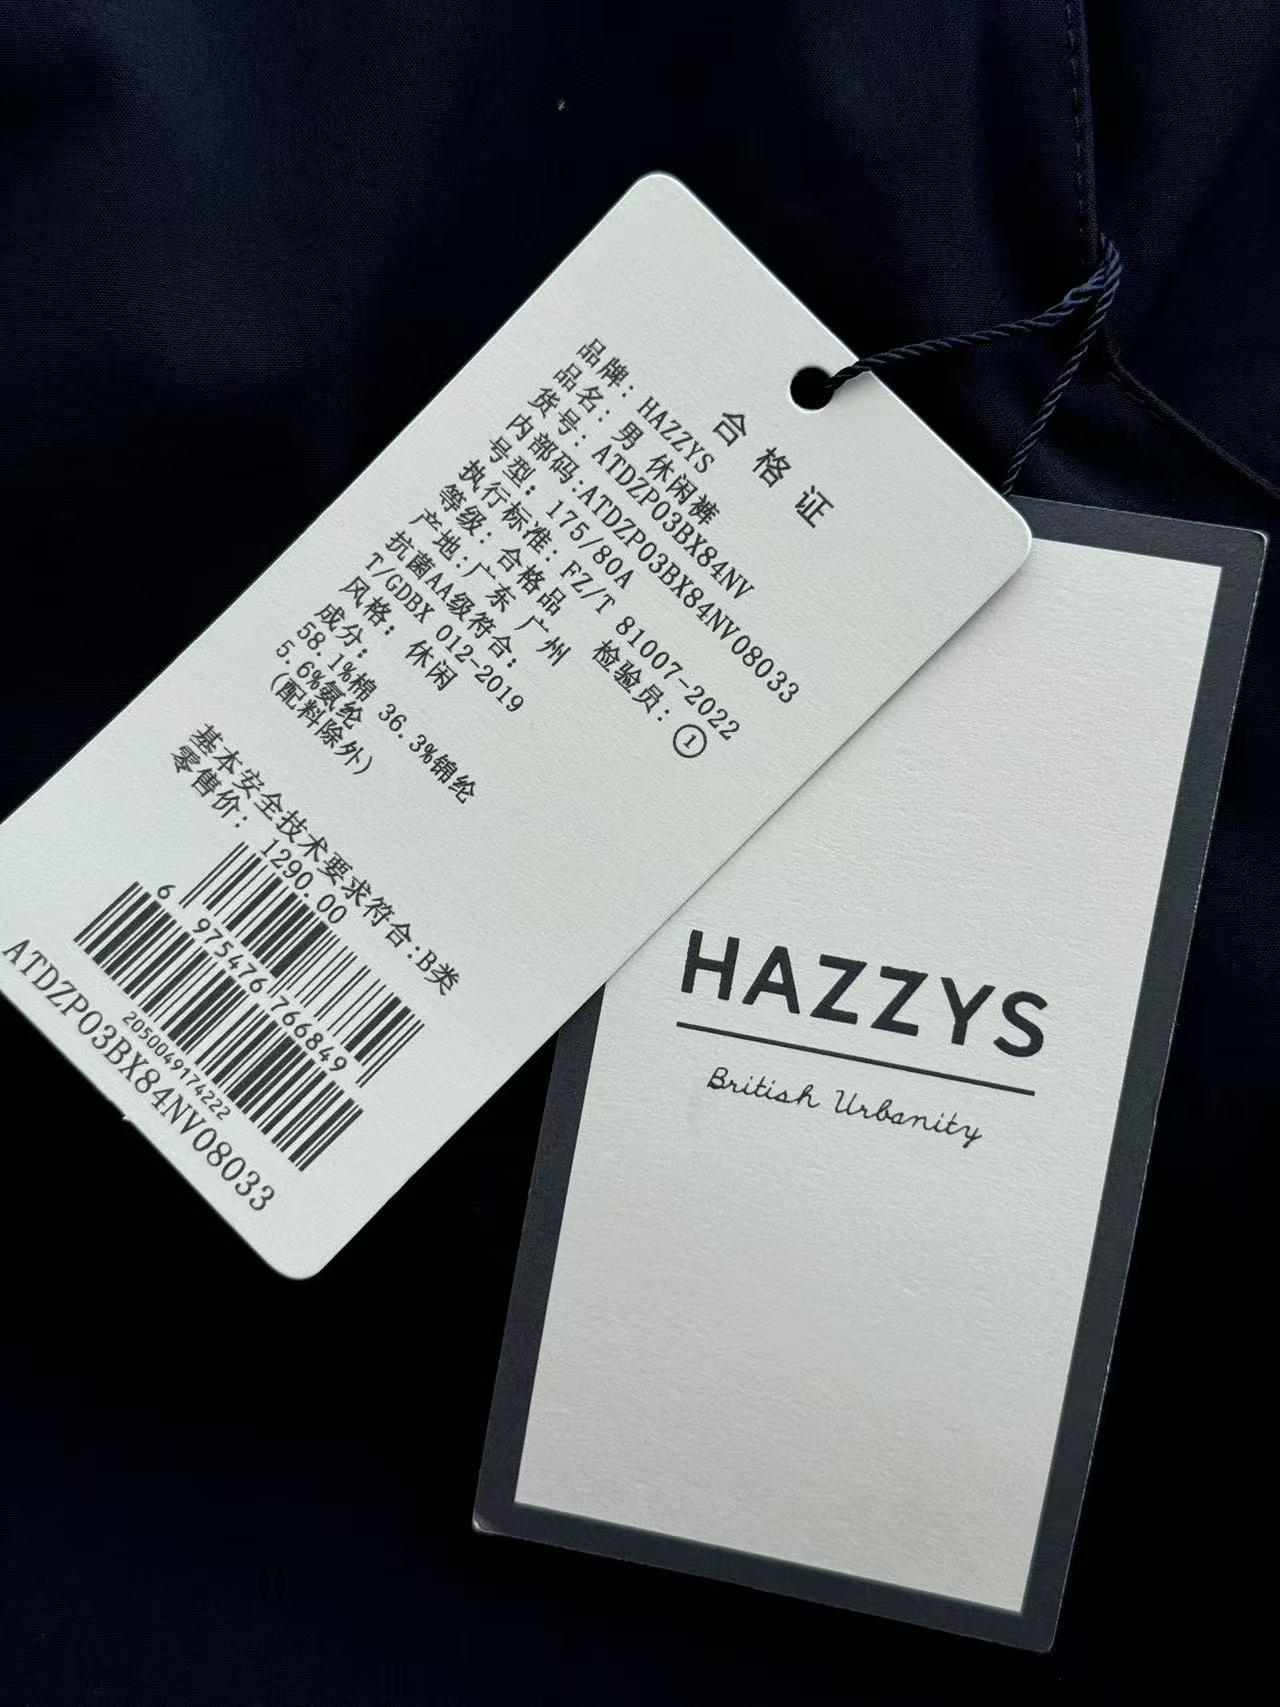 合格证
品牌: HAZZYS
品名: 男 休闲裤
货号: ATDZP03BX84NV
内部码:ATDZP03BX84NV08033
号型: 175/80A
执行标准: FZ/T 81007-2022
等级: 合格品 检验员: ①
产地:广东 广州
抗菌AA级符合:
T/GDBX 012-2019
风格: 休闲
成分:
58.1%棉 36.3%锦纶
5.6%氨纶
(配料除外)
基本安全技术要求符合:B类
零售价: 1290.00
6 975476 766849
2050049174222
ATDZP03BX84NV08033
HAZZYS
British Urbanity